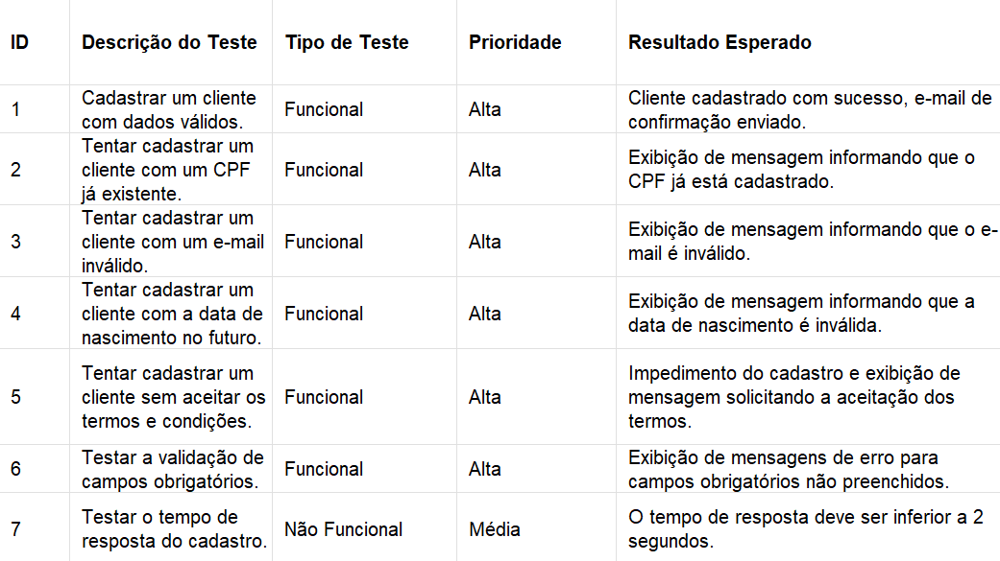 ID Descrição do Teste Tipo de Teste Prioridade Resultado Esperado
1 Cadastrar um cliente com dados válidos. Funcional Alta Cliente cadastrado com sucesso, e-mail de confirmação enviado.
2 Tentar cadastrar um cliente com um CPF já existente. Funcional Alta Exibição de mensagem informando que o CPF já está cadastrado.
3 Tentar cadastrar um cliente com um e-mail inválido. Funcional Alta Exibição de mensagem informando que o e-mail é inválido.
4 Tentar cadastrar um cliente com a data de nascimento no futuro. Funcional Alta Exibição de mensagem informando que a data de nascimento é inválida.
5 Tentar cadastrar um cliente sem aceitar os termos e condições. Funcional Alta Impedimento do cadastro e exibição de mensagem solicitando a aceitação dos termos.
6 Testar a validação de campos obrigatórios. Funcional Alta Exibição de mensagens de erro para campos obrigatórios não preenchidos.
7 Testar o tempo de resposta do cadastro. Não Funcional Média O tempo de resposta deve ser inferior a 2 segundos.